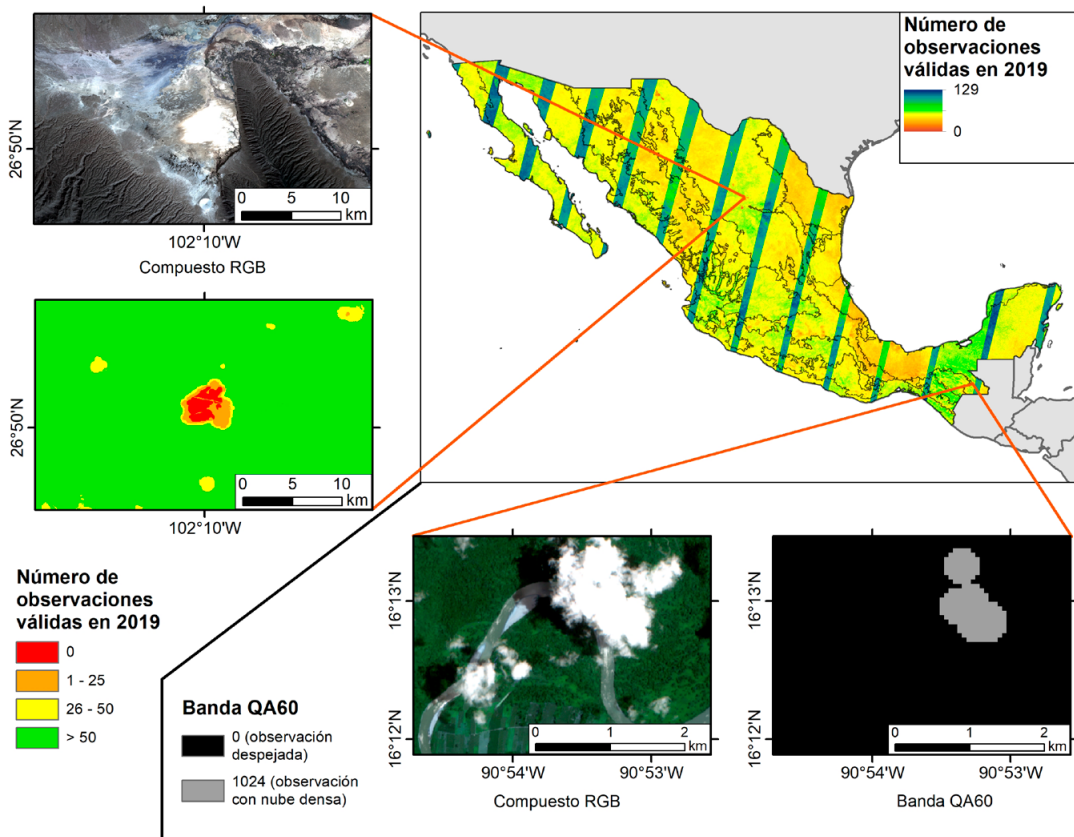 26°50'N
0 5 10
km
102°10'W
Compuesto RGB
Número de
observaciones
válidas en 2019
129
0
26°50'N
0 5 10
km
102°10'W
Número de
observaciones
válidas en 2019
0
1 - 25
26 - 50
> 50
Banda QA60
0 (observación
despejada)
1024 (observación
con nube densa)
16°13'N
16°12'N
0 1 2
km
90°54'W 90°53'W
Compuesto RGB
16°13'N
16°12'N
0 1 2
km
90°54'W 90°53'W
Banda QA60